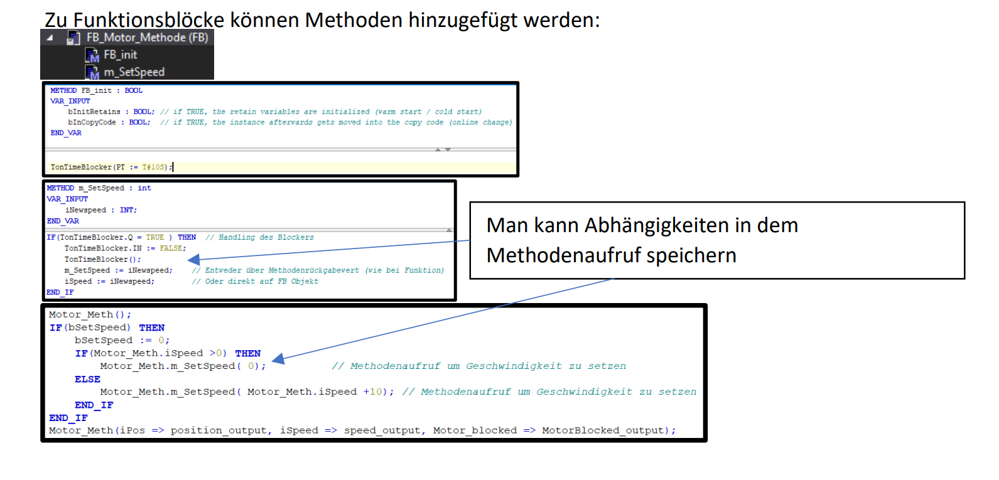 Zu Funktionsblöcke können Methoden hinzugefügt werden:
FB_Motor_Methode (FB)
FB_init
m_SetSpeed
METHOD FB_init : BOOL
VAR_INPUT
bInitRetains : BOOL; // if TRUE, the retain variables are initialized (warm start / cold start)
bInCopyCode : BOOL; // if TRUE, the instance afterwards gets moved into the copy code (online change)
END_VAR
TonTimeBlocker(PT := T#10S);
METHOD m_SetSpeed : int
VAR_INPUT
iNewspeed : INT;
END_VAR
IF(TonTimeBlocker.Q = TRUE ) THEN // Handling des Blockers
TonTimeBlocker.IN := FALSE;
TonTimeBlocker();
m_SetSpeed := iNewspeed; // Entweder über Methodenrückgabewert (wie bei Funktion)
iSpeed := iNewspeed; // Oder direkt auf FB Objekt
END_IF
Man kann Abhängigkeiten in dem
Methodenaufruf speichern
Motor_Meth();
IF(bSetSpeed) THEN
bSetSpeed := 0;
IF(Motor_Meth.iSpeed >0) THEN
Motor_Meth.m_SetSpeed( 0); // Methodenaufruf um Geschwindigkeit zu setzen
ELSE
Motor_Meth.m_SetSpeed( Motor_Meth.iSpeed +10); // Methodenaufruf um Geschwindigkeit zu setzen
END_IF
END_IF
Motor_Meth(iPos => position_output, iSpeed => speed_output, Motor_blocked => MotorBlocked_output);